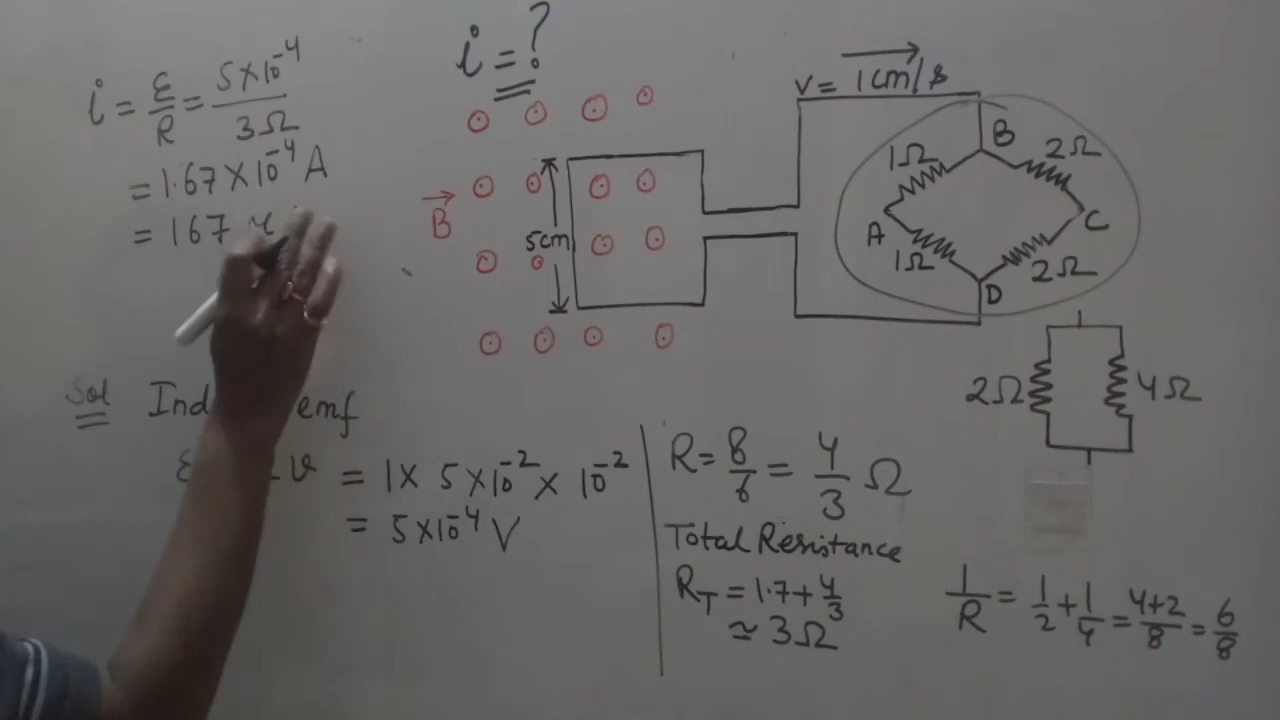 i = ?
i = ε/R = 5×10⁻⁴/3Ω
= 1.67×10⁻⁴ A
= 167
B⃗
5cm
v = 1cm/s
B
1Ω
2Ω
A
C
1Ω
2Ω
D
2Ω
4Ω
Sol
emf
= 1× 5×10⁻² × 10⁻²
= 5×10⁻⁴ V
R = 8/6 = 4/3 Ω
Total Resistance
R_T = 1.7 + 4/3
≃ 3Ω
1/R = 1/2 + 1/4 = 4+2/8 = 6/8